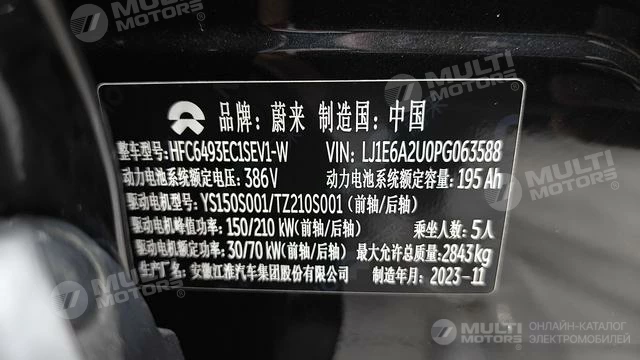 MULTI MOTORS
MULTI MOTORS
品牌: 蔚来 制造国: 中国
整车型号: HFC6493EC1SEV1-W VIN: LJ1E6A2U0PG063588
动力电池系统额定电压: 386V 动力电池系统额定容量: 195 Ah
驱动电机型号: YS150S001/TZ210S001 (前轴/后轴)
驱动电机峰值功率: 150/210 kW(前轴/后轴) 乘坐人数: 5人
驱动电机额定功率: 30/70 kW(前轴/后轴) 最大允许总质量: 2843kg
生产厂名: 安徽江淮汽车集团股份有限公司 制造年月: 2023-11
MULTI MOTORS
MULTI MOTORS
ОНЛАЙН-КАТАЛОГ
ЭЛЕКТРОМОБИЛЕЙ